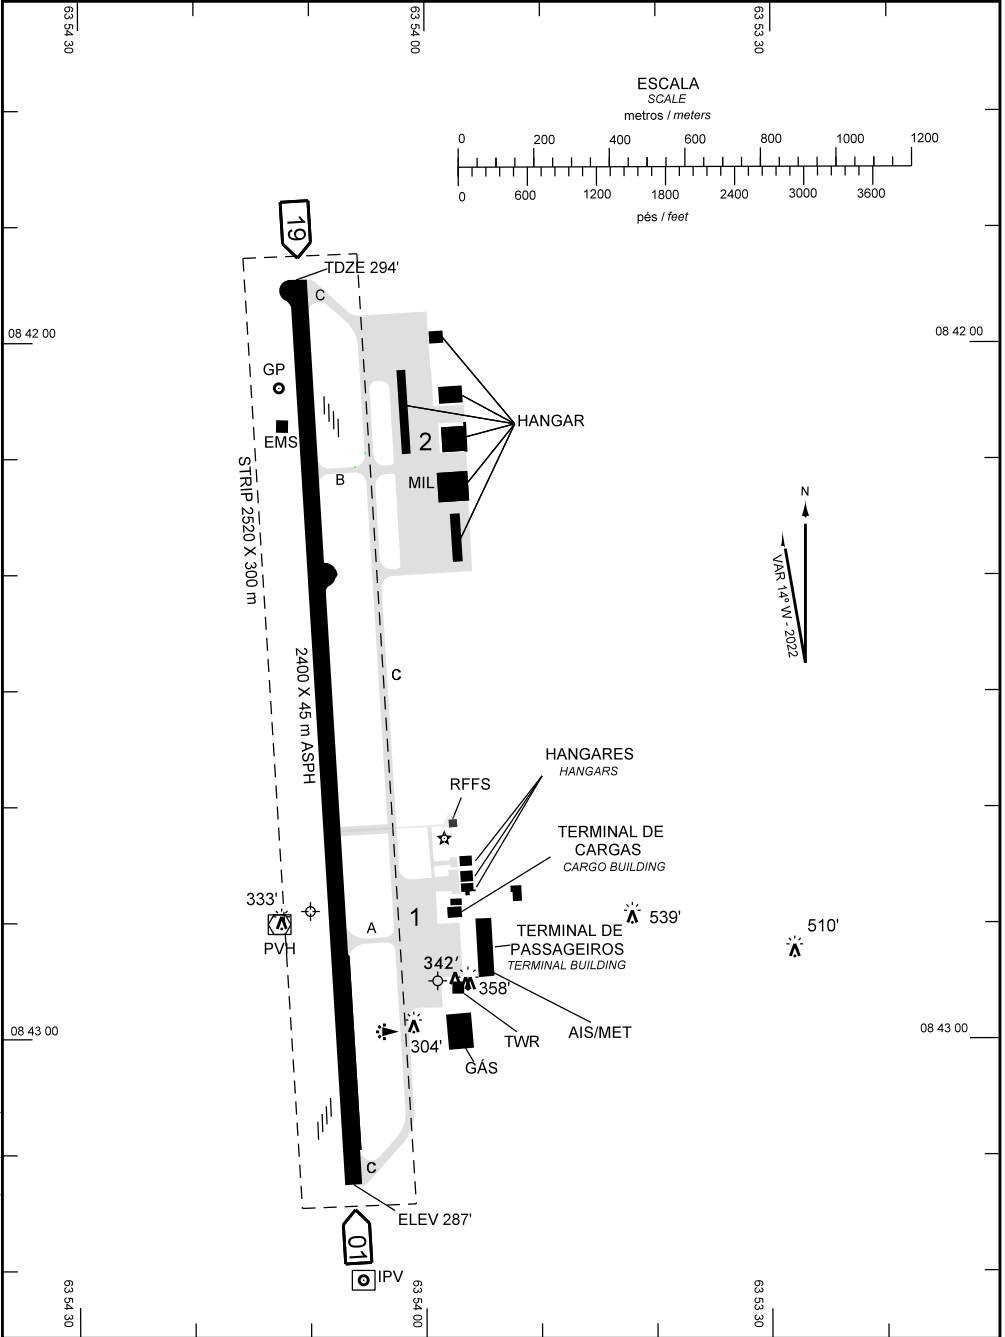 63 54 30
63 54 00
63 53 30
ESCALA
SCALE
metros / meters
0 200 400 600 800 1000 1200
0 600 1200 1800 2400 3000 3600
pés / feet
19
TDZE 294'
C
08 42 00
08 42 00
GP
EMS
HANGAR
2
MIL
B
STRIP 2520 X 300 m
N
VAR 14º W - 2022
2400 X 45 m ASPH
C
HANGARES
HANGARS
RFFS
TERMINAL DE
CARGAS
CARGO BUILDING
333'
PVH
A
1
539'
510'
TERMINAL DE
PASSAGEIROS
TERMINAL BUILDING
342'
358'
304'
TWR
AIS/MET
GÁS
08 43 00
08 43 00
C
ELEV 287'
01
IPV
63 54 30
63 54 00
63 53 30